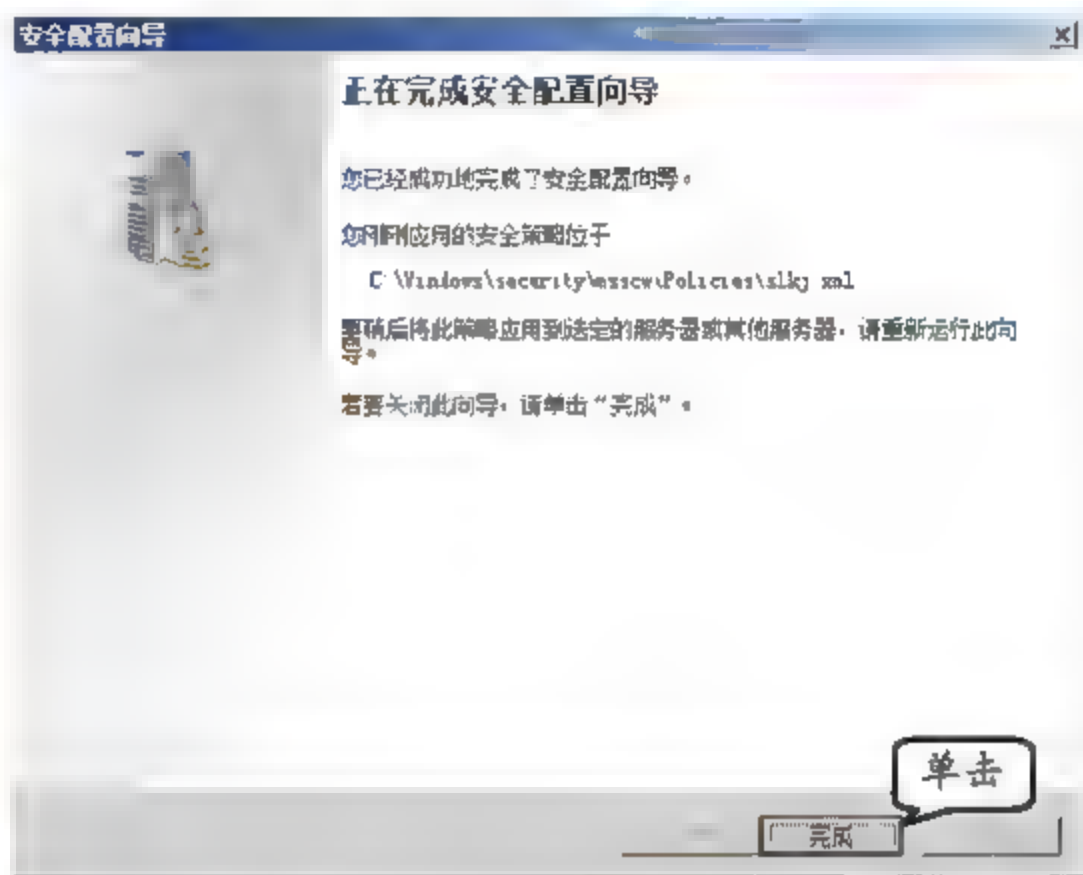 安全配置向导
正在完成安全配置向导
您已经成功地完成了安全配置向导。
您刚刚应用的安全策略位于
C:\Windows\security\msscw\Policies\slkj.xml
要稍后将此策略应用到选定的服务器或其他服务器，请重新运行此向
导。
若要关闭此向导，请单击“完成”。
单击
完成